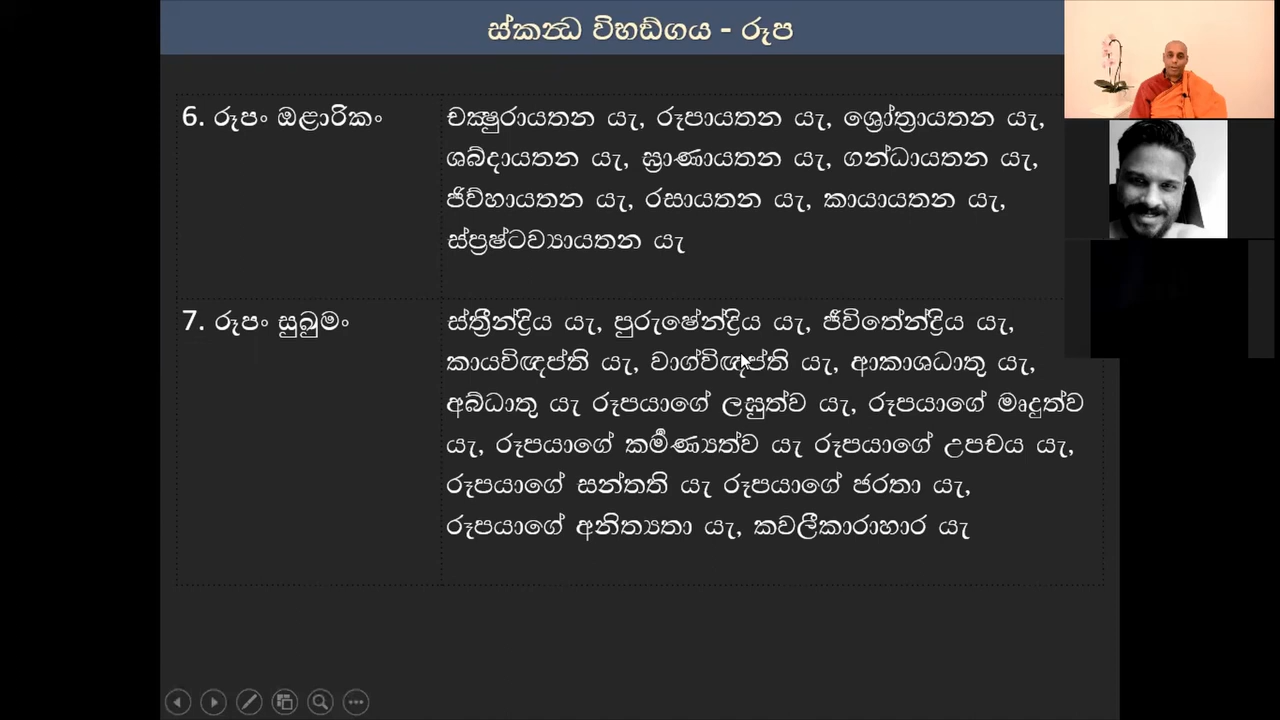 ස්කන්‍ධ විභඞ්ගය - රූප
6. රූපං ඔළාරිකං
චක්‍ෂුරායතන යැ, රූපායතන යැ, ශ්‍රෝත්‍රායතන යැ,
ශබ්දායතන යැ, ඝ්‍රාණායතන යැ, ගන්ධායතන යැ,
ජිව්හායතන යැ, රසායතන යැ, කායායතන යැ,
ස්ප්‍රෂ්ටව්‍යායතන යැ
7. රූපං සුඛුමං
ස්ත්‍රීන්ද්‍රිය යැ, පුරුෂේන්ද්‍රිය යැ, ජීවිතේන්ද්‍රිය යැ,
කායවිඥප්ති යැ, වාග්විඥප්ති යැ, ආකාශධාතු යැ,
අබ්ධාතු යැ රූපයාගේ ලඝුත්ව යැ, රූපයාගේ මෘදුත්ව
යැ, රූපයාගේ කර්‍මණ්‍යත්ව යැ රූපයාගේ උපචය යැ,
රූපයාගේ සන්තති යැ රූපයාගේ ජරතා යැ,
රූපයාගේ අනිත්‍යතා යැ, කවලීකාරාහාර යැ